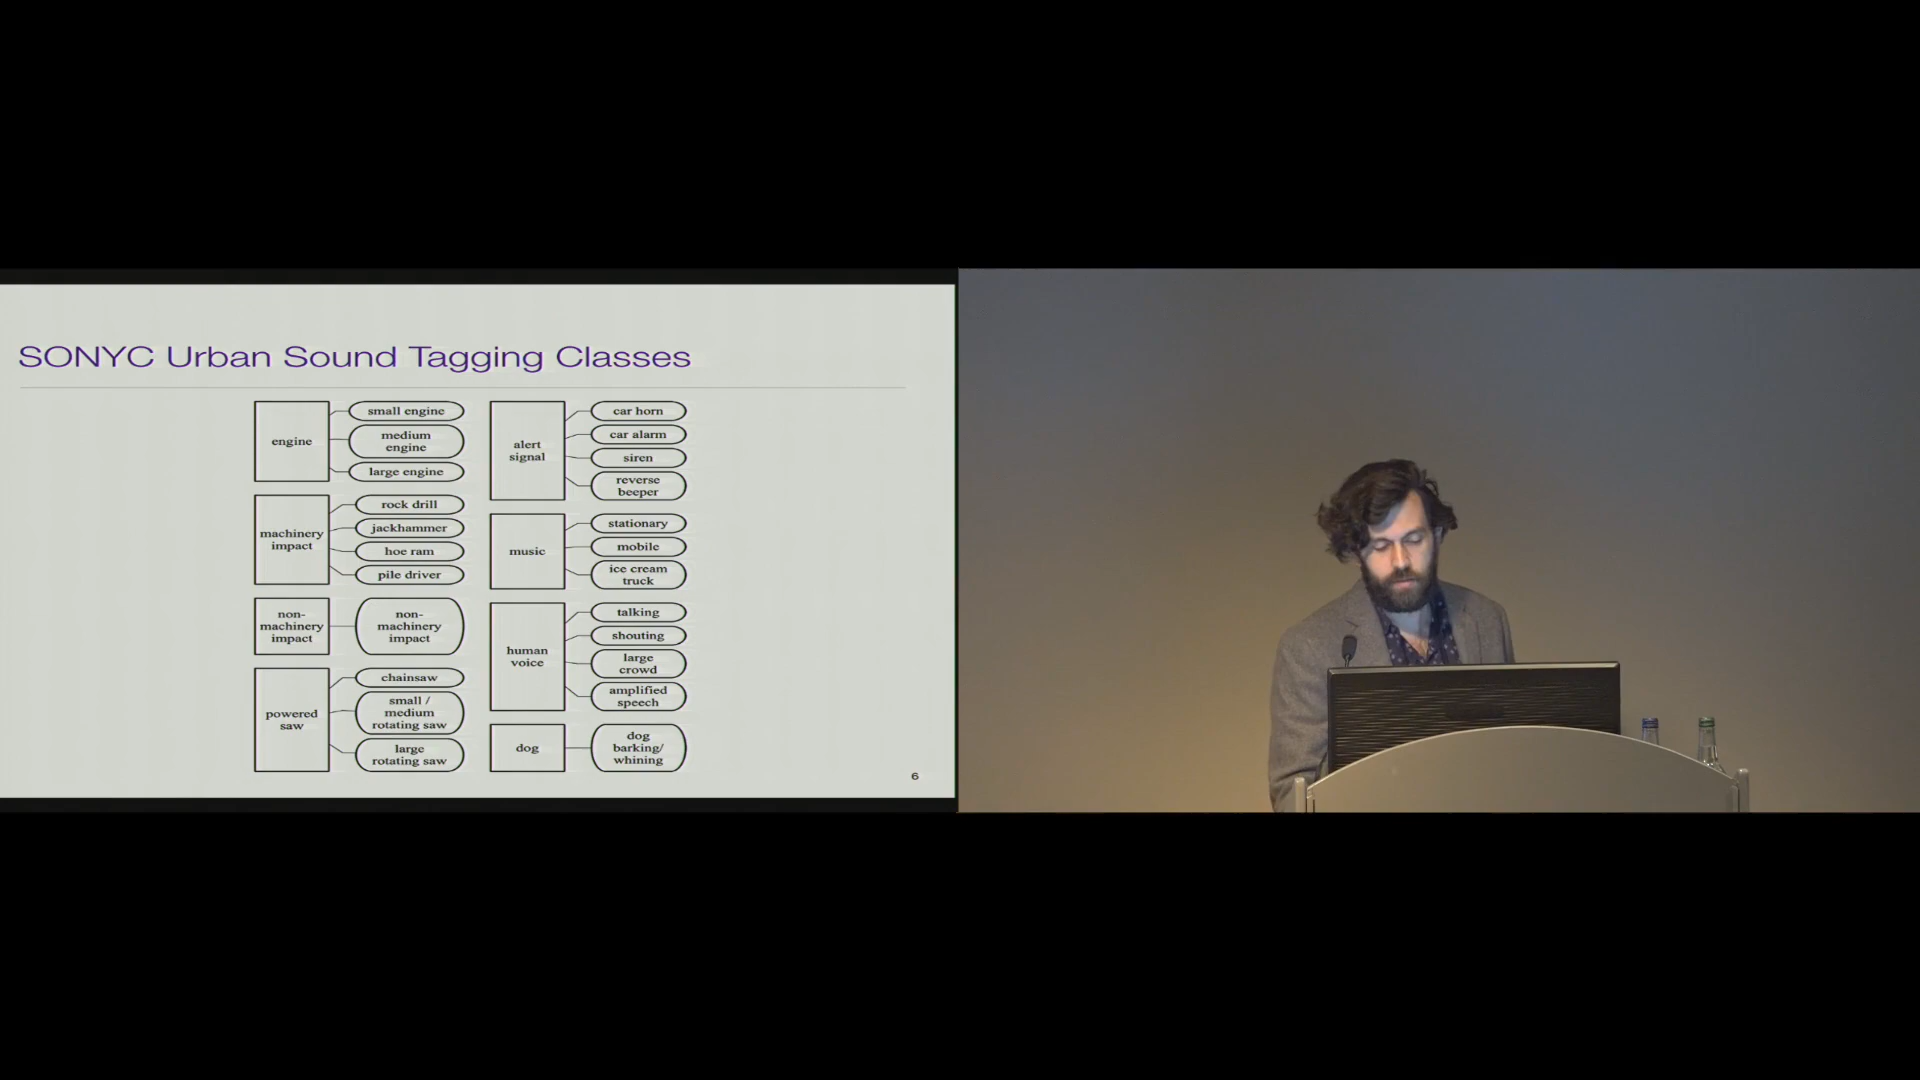 SONYC Urban Sound Tagging Classes
engine
small engine
medium
engine
large engine
machinery
impact
rock drill
jackhammer
hoe ram
pile driver
non-
machinery
impact
non-
machinery
impact
powered
saw
chainsaw
small /
medium
rotating saw
large
rotating saw
alert
signal
car horn
car alarm
siren
reverse
beeper
music
stationary
mobile
ice cream
truck
human
voice
talking
shouting
large
crowd
amplified
speech
dog
dog
barking/
whining
6